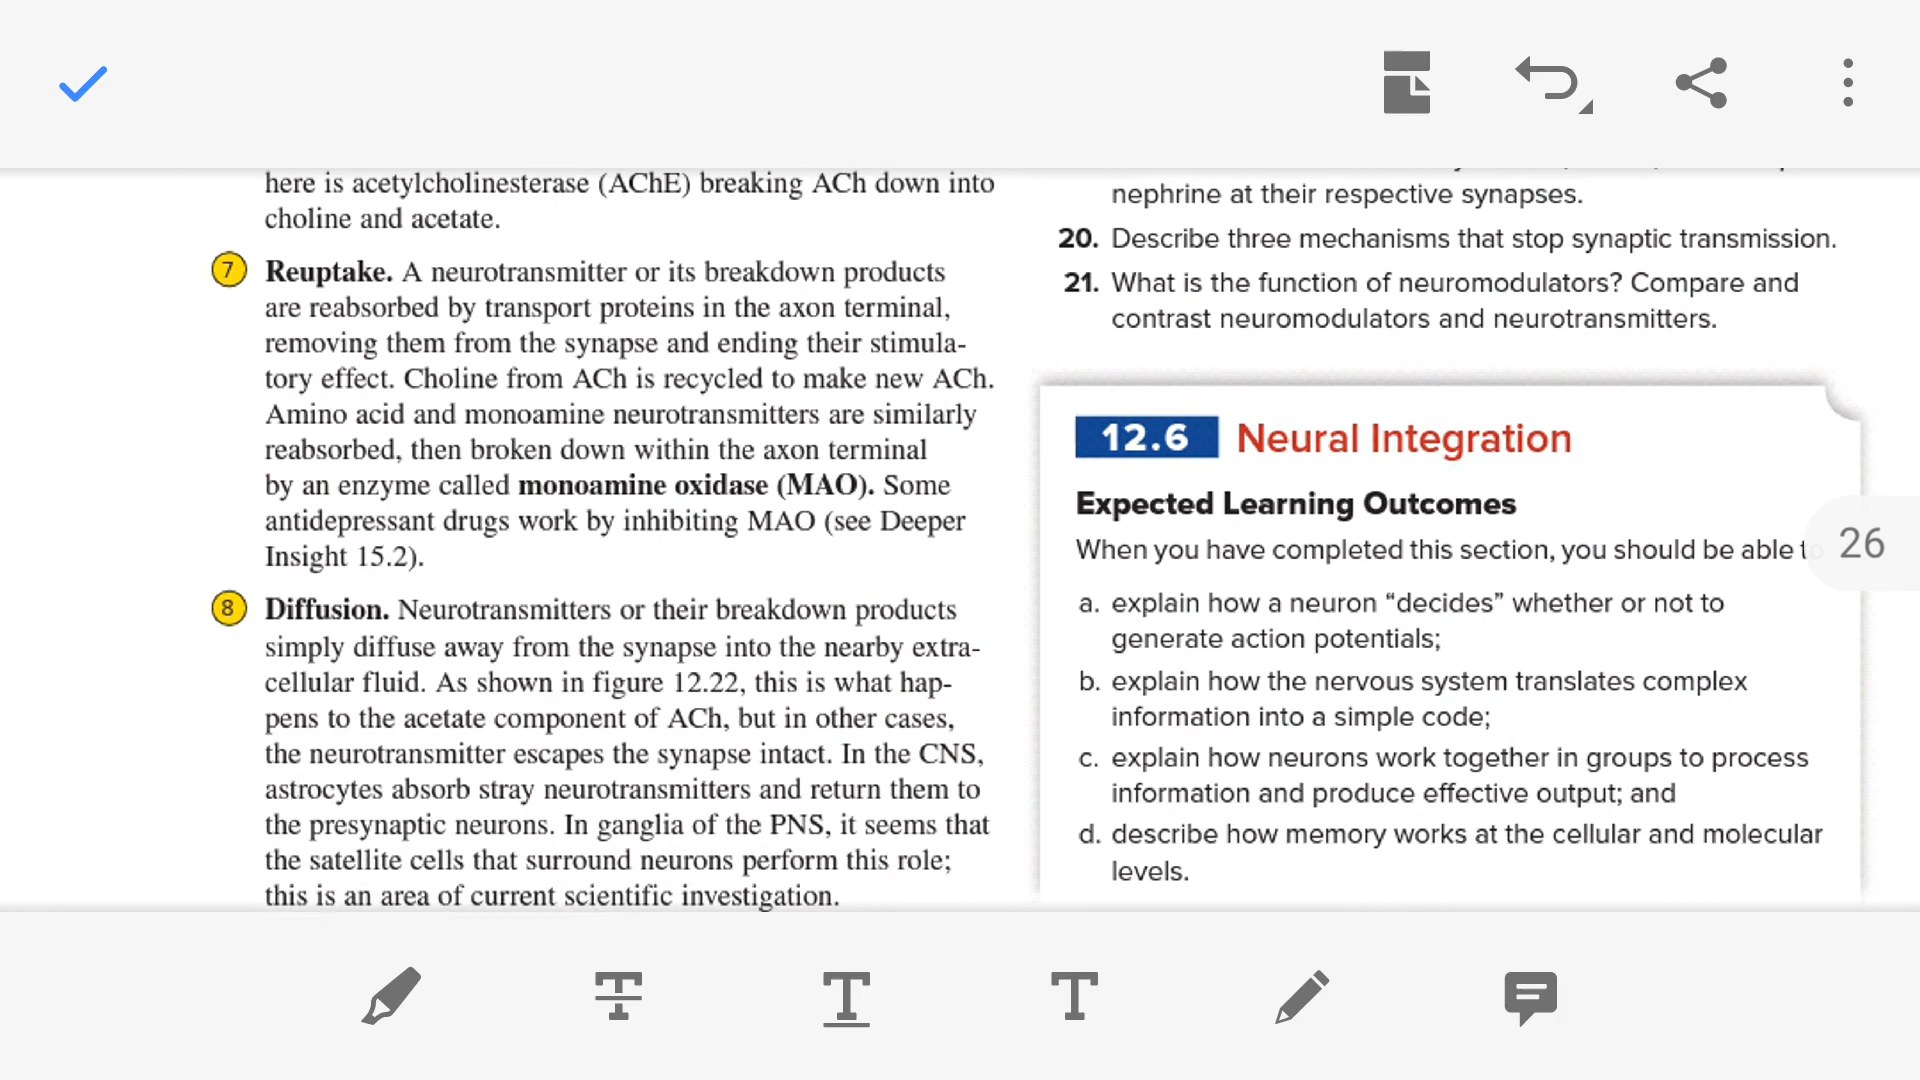 here is acetylcholinesterase (AChE) breaking ACh down into
choline and acetate.
7 Reuptake. A neurotransmitter or its breakdown products
are reabsorbed by transport proteins in the axon terminal,
removing them from the synapse and ending their stimula-
tory effect. Choline from ACh is recycled to make new ACh.
Amino acid and monoamine neurotransmitters are similarly
reabsorbed, then broken down within the axon terminal
by an enzyme called monoamine oxidase (MAO). Some
antidepressant drugs work by inhibiting MAO (see Deeper
Insight 15.2).
8 Diffusion. Neurotransmitters or their breakdown products
simply diffuse away from the synapse into the nearby extra-
cellular fluid. As shown in figure 12.22, this is what hap-
pens to the acetate component of ACh, but in other cases,
the neurotransmitter escapes the synapse intact. In the CNS,
astrocytes absorb stray neurotransmitters and return them to
the presynaptic neurons. In ganglia of the PNS, it seems that
the satellite cells that surround neurons perform this role;
this is an area of current scientific investigation.
nephrine at their respective synapses.
20. Describe three mechanisms that stop synaptic transmission.
21. What is the function of neuromodulators? Compare and
contrast neuromodulators and neurotransmitters.
12.6 Neural Integration
Expected Learning Outcomes
When you have completed this section, you should be able to
26
a. explain how a neuron “decides” whether or not to
generate action potentials;
b. explain how the nervous system translates complex
information into a simple code;
c. explain how neurons work together in groups to process
information and produce effective output; and
d. describe how memory works at the cellular and molecular
levels.